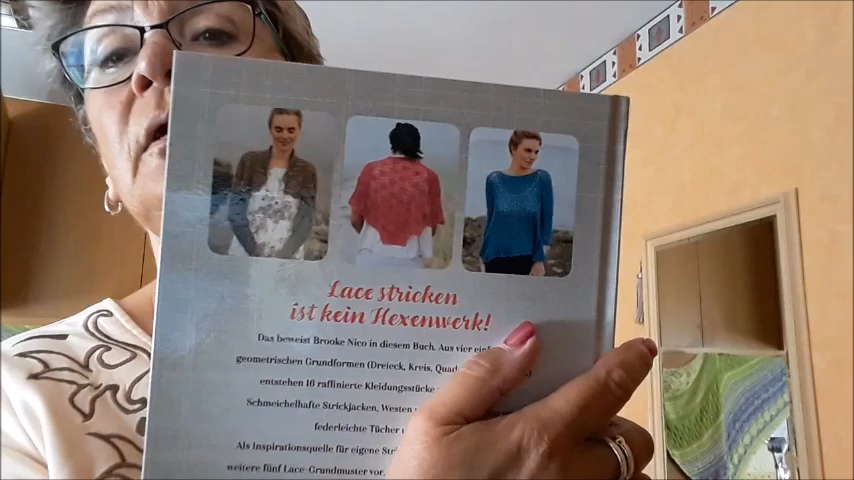 Lace stricken
ist kein Hexenwerk!
Das beweist Brooke Nico in diesem Buch. Aus vier
geometrischen Grundformen (Dreieck, Kreis,
entstehen 16 raffinierte Kleidungsstücke
Schmeichelhafte Strickjacken, Westen
federleichte Tücher
Als Inspirationsquelle für eigene
weitere fünf Lace-Grundmuster vor.